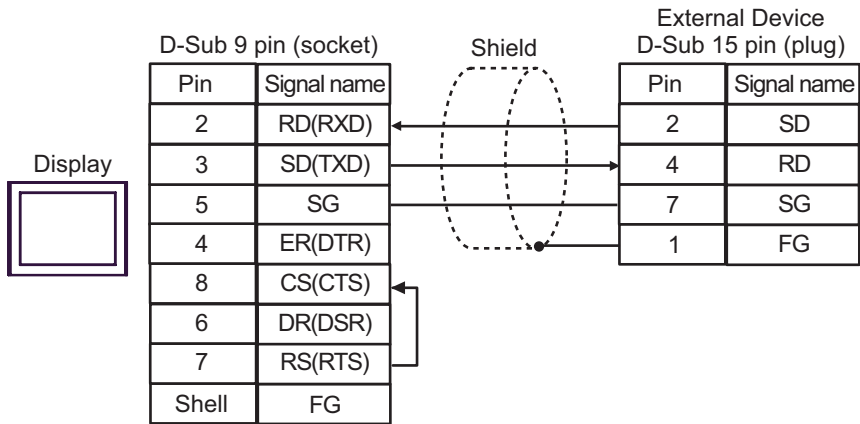 External Device
D-Sub 9 pin (socket) Shield D-Sub 15 pin (plug)
Pin Signal name Pin Signal name
2 RD(RXD) 2 SD
Display 3 SD(TXD) 4 RD
5 SG 7 SG
4 ER(DTR) 1 FG
8 CS(CTS)
6 DR(DSR)
7 RS(RTS)
Shell FG